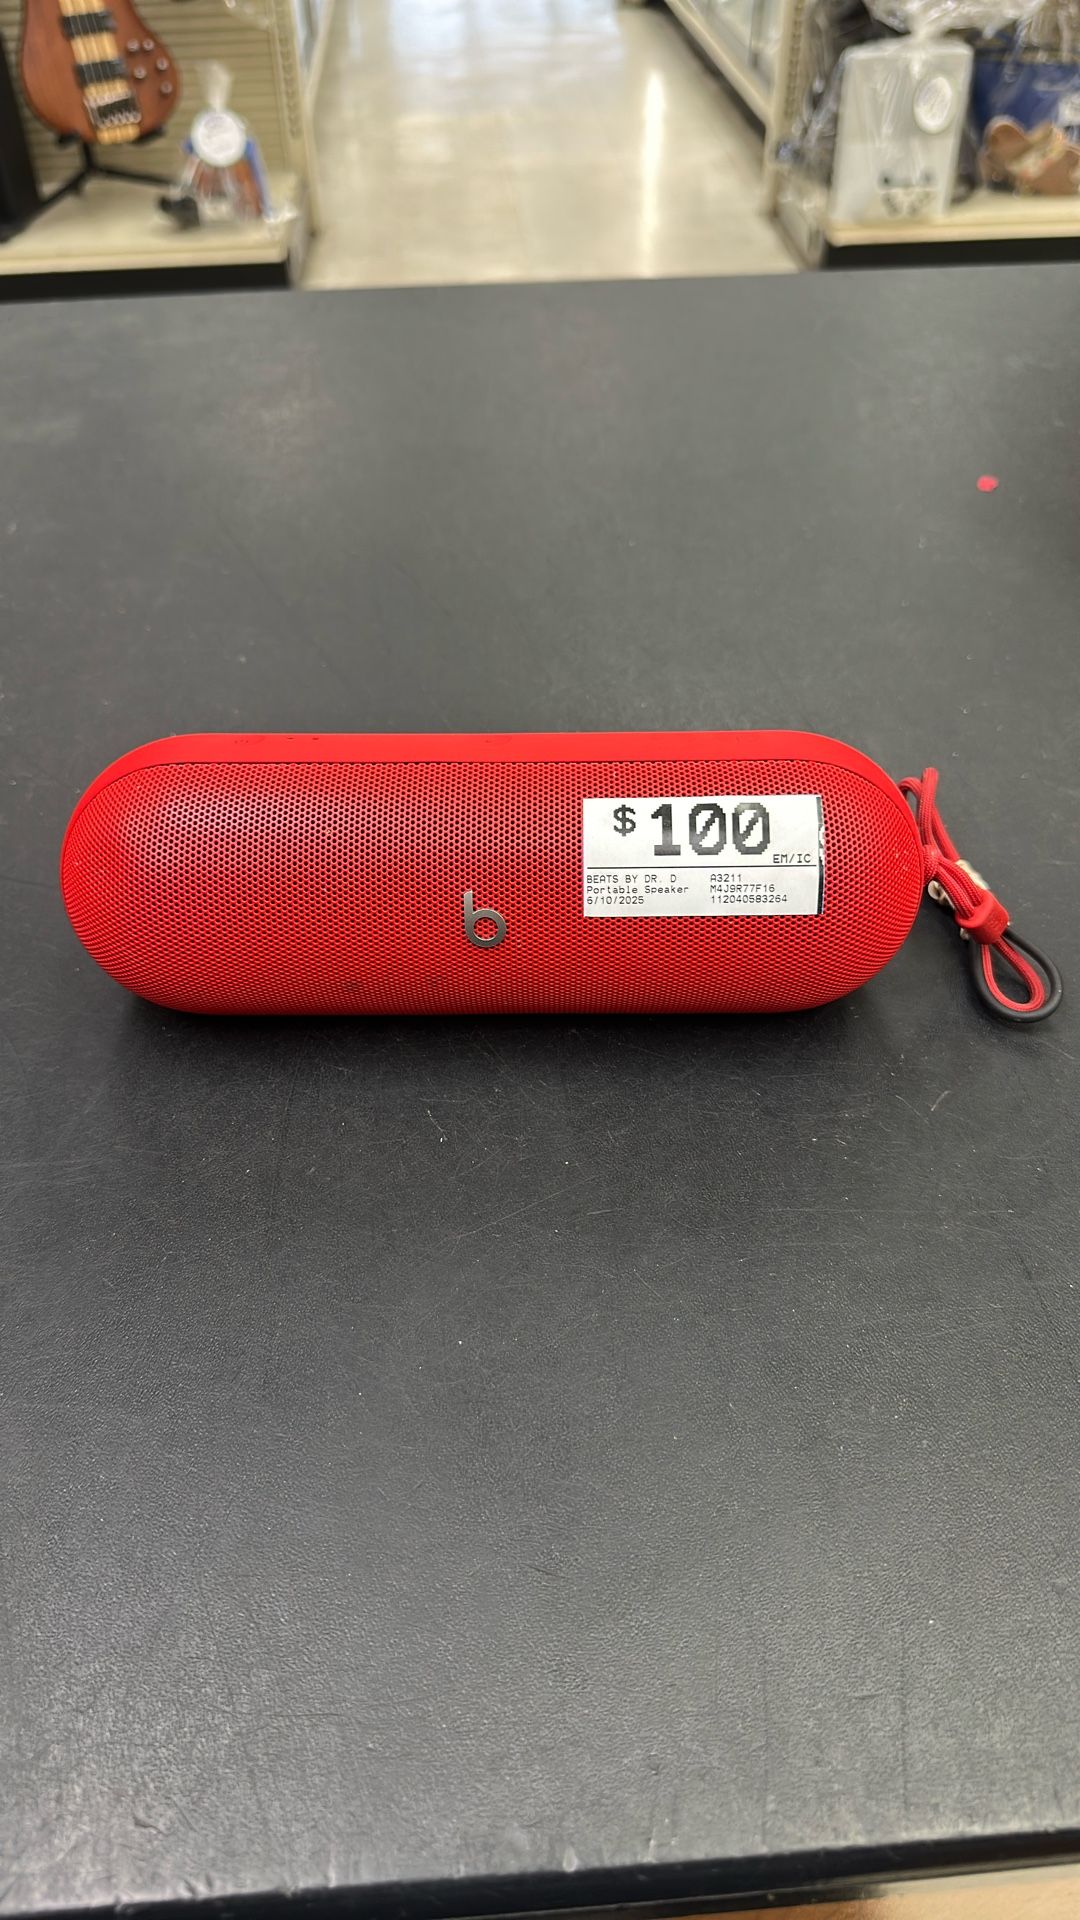 $100
EM/IC
BEATS BY DR. D A3211
Portable Speaker M4J9R77F16
6/10/2025 112040583264
b